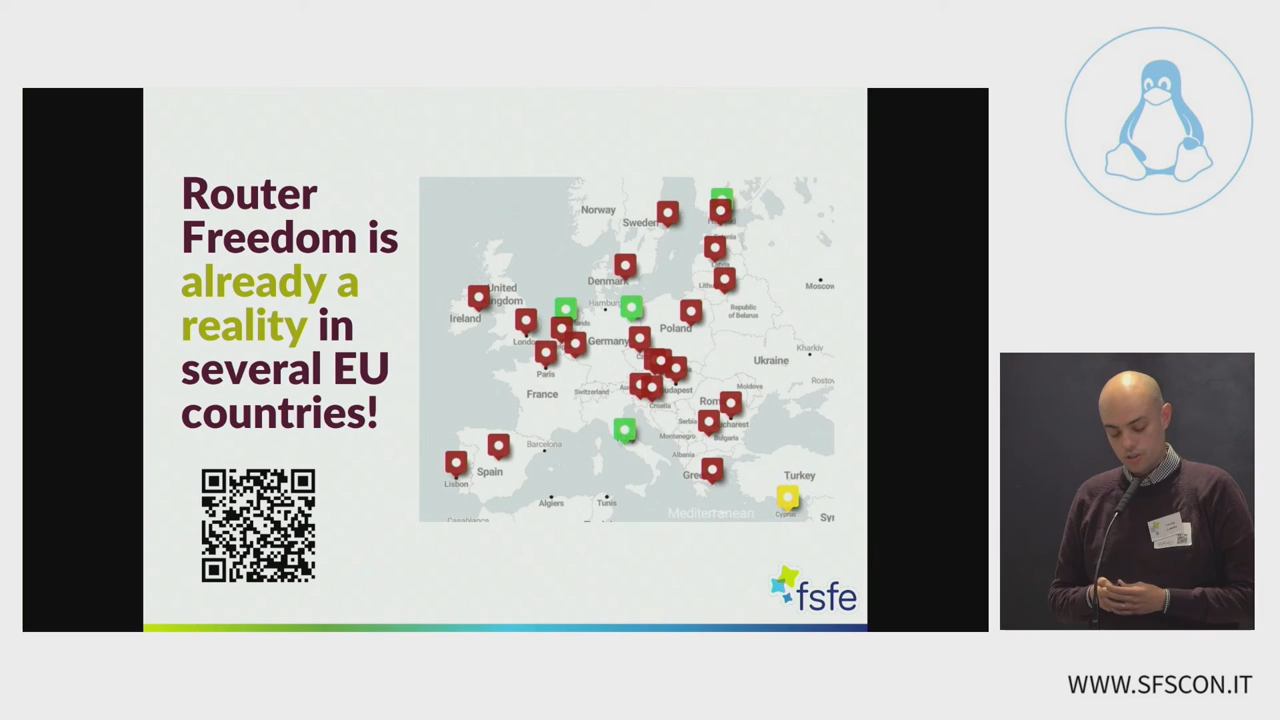 Router
Freedom is
already a
reality in
several EU
countries!
Norway
Sweden
Denmark
Moscow
United
Kingdom
Ireland
Hamburg
Republic
of Belarus
Poland
London
Germany
Kharkiv
Paris
Ukraine
Rostov
Switzerland
Budapest
Moldova
France
Croatia
Serbia
Bucharest
Montenegro
Bulgaria
Barcelona
Albania
Spain
Turkey
Lisbon
Algiers
Tunis
Cyprus
Mediterranean
Casablanca
fsfe
WWW.SFSCON.IT